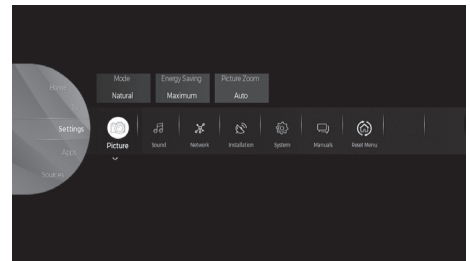 Mode
Energy Saving
Picture Zoom
Natural
Maximum
Auto
Home
Settings
Picture
Sound
Network
Installation
System
Manuals
Reset Menu
Apps
Sources